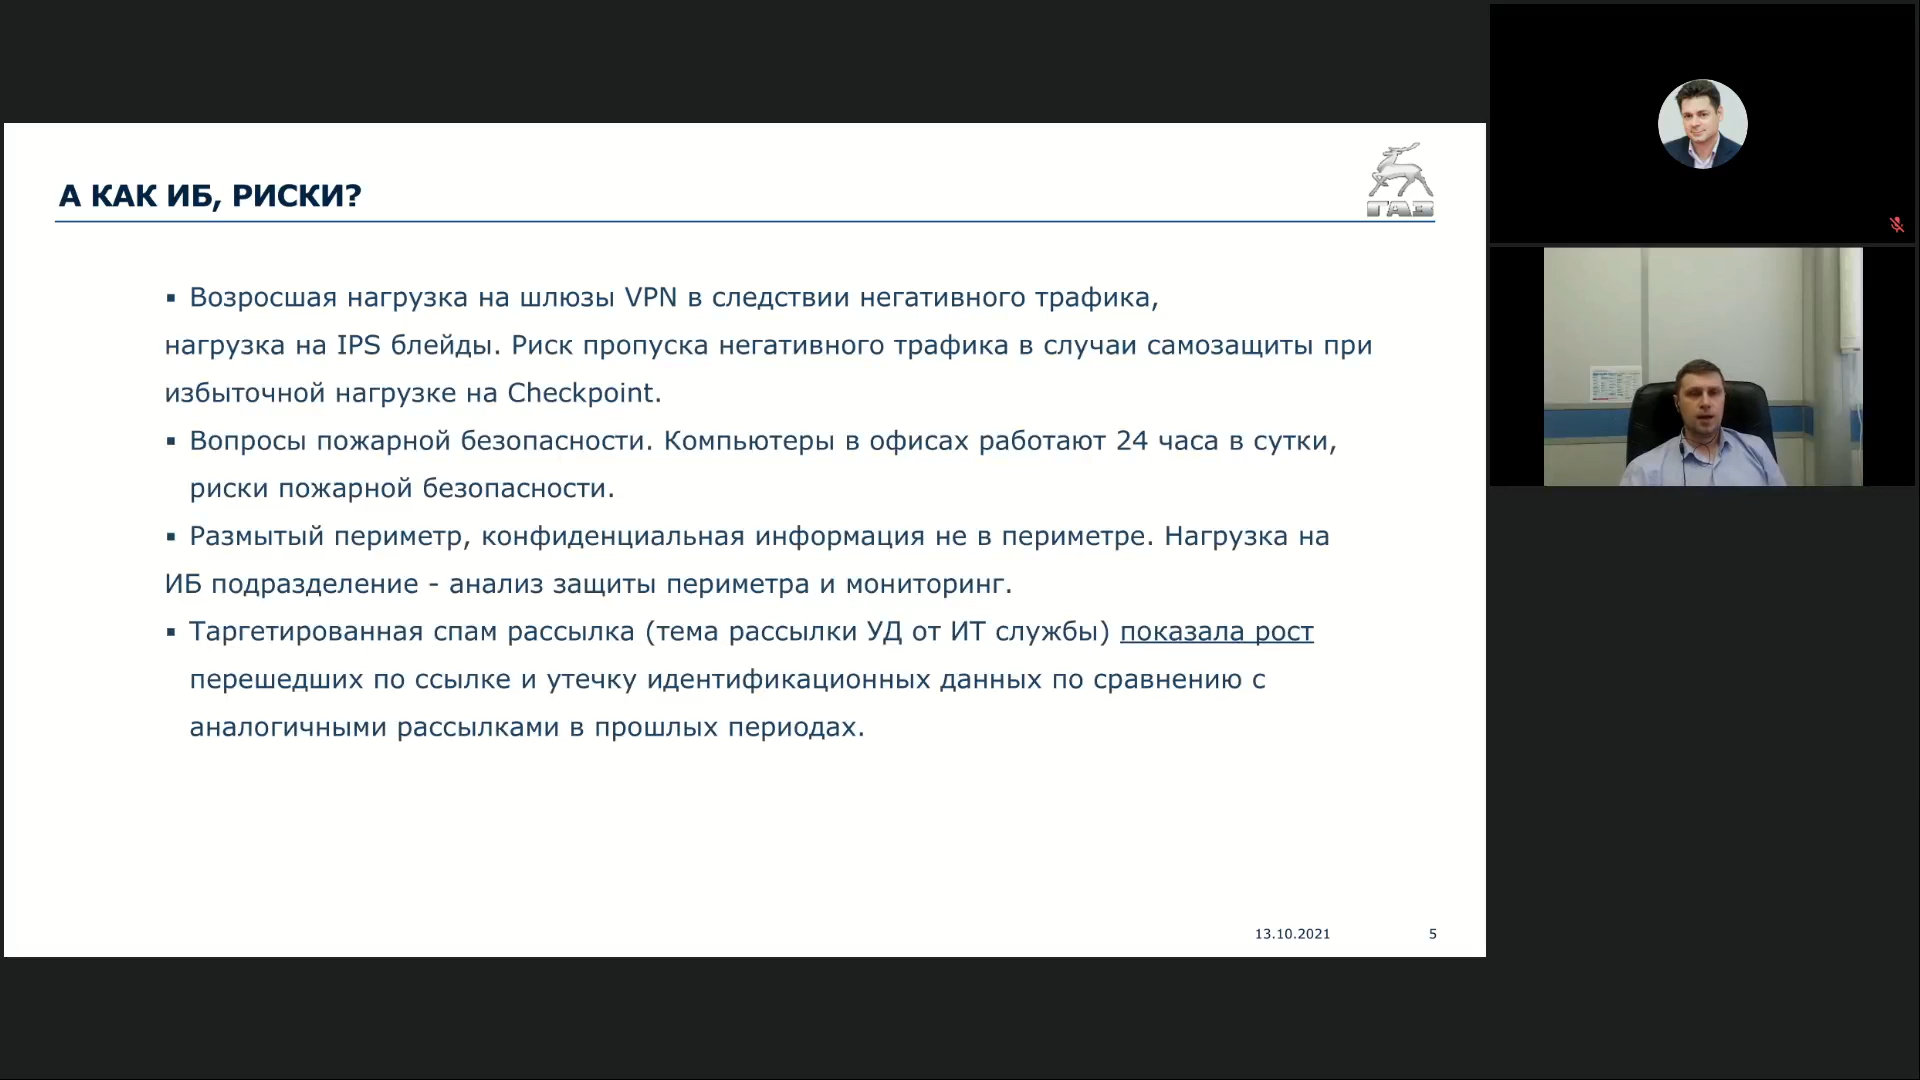 А КАК ИБ, РИСКИ?
ГАЗ
▪ Возросшая нагрузка на шлюзы VPN в следствии негативного трафика,
нагрузка на IPS блейды. Риск пропуска негативного трафика в случаи самозащиты при
избыточной нагрузке на Checkpoint.
▪ Вопросы пожарной безопасности. Компьютеры в офисах работают 24 часа в сутки,
риски пожарной безопасности.
▪ Размытый периметр, конфиденциальная информация не в периметре. Нагрузка на
ИБ подразделение - анализ защиты периметра и мониторинг.
▪ Таргетированная спам рассылка (тема рассылки УД от ИТ службы) показала рост
перешедших по ссылке и утечку идентификационных данных по сравнению с
аналогичными рассылками в прошлых периодах.
13.10.2021
5